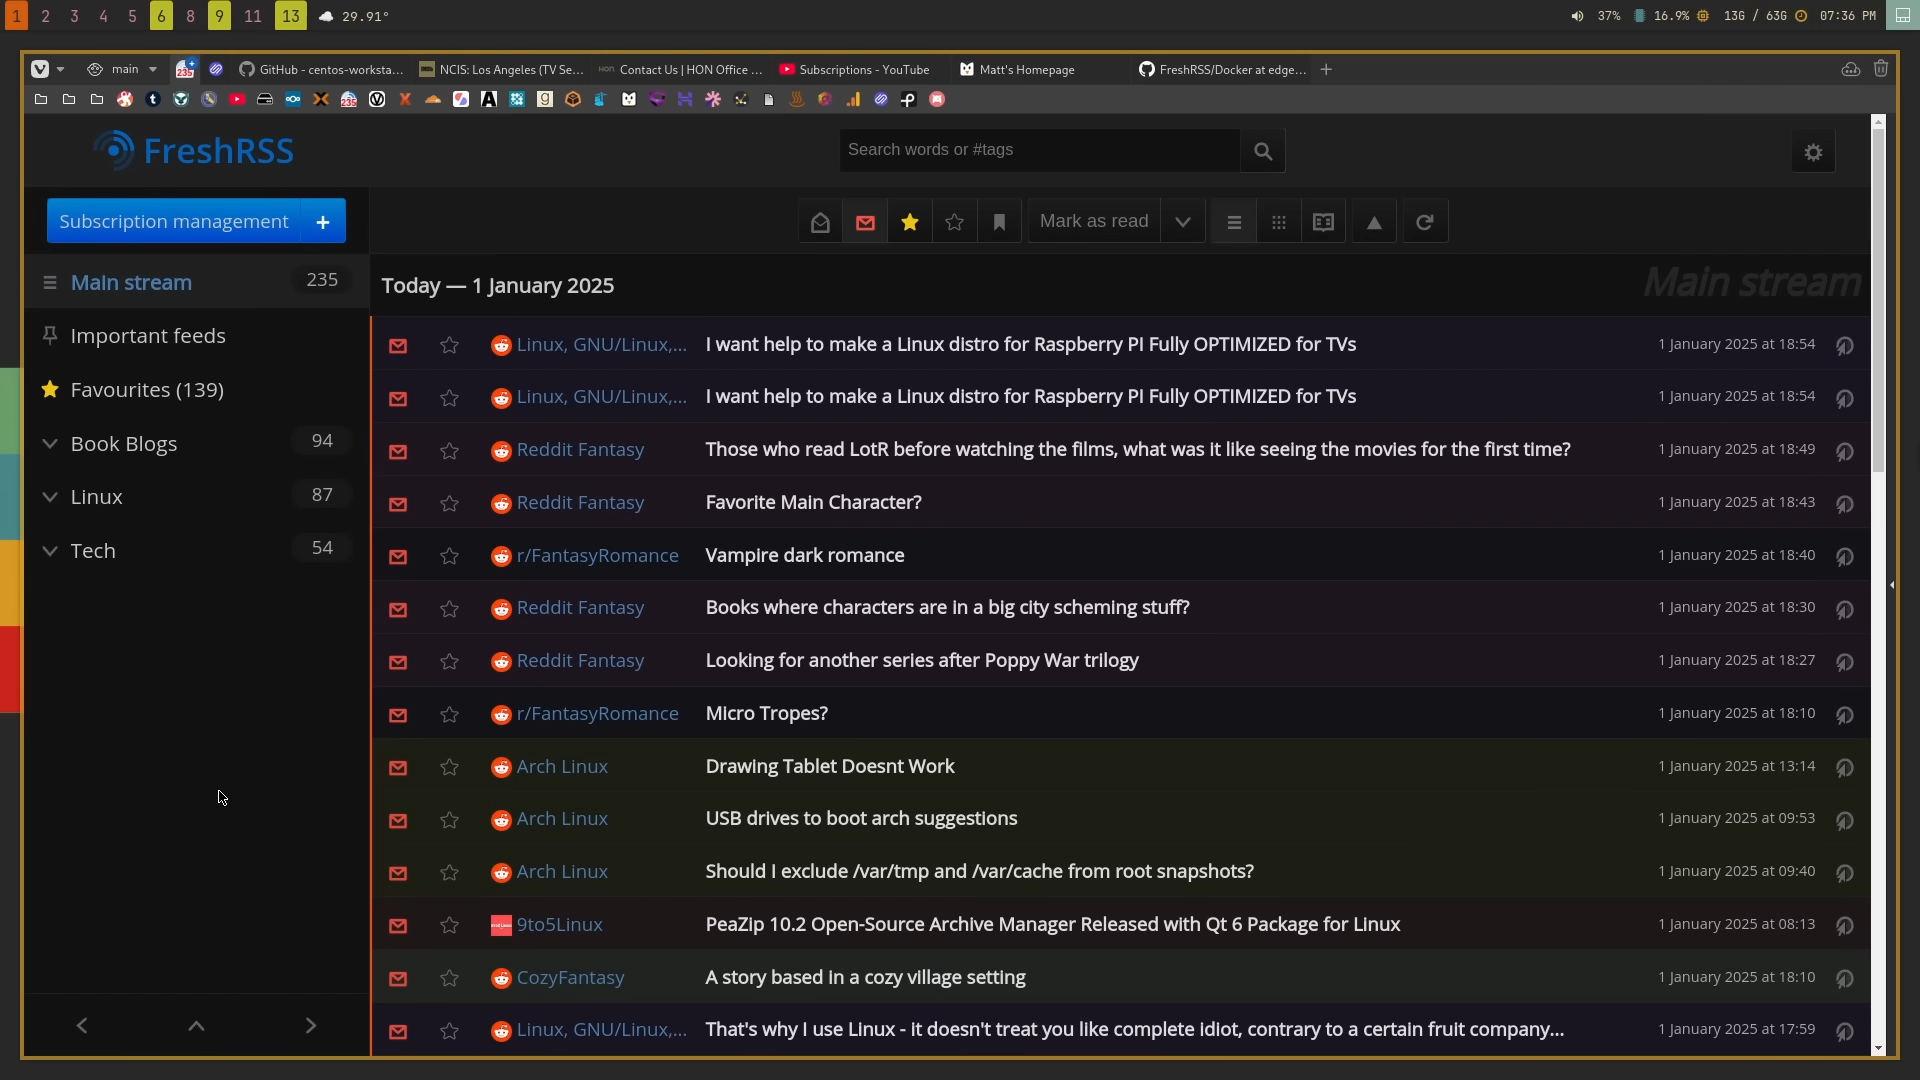 1 2 3 4 5 6 8 9 11 13 29.91° 37% 16.9% 13G / 63G 07:36 PM
main 235 GitHub - centos-worksta... NCIS: Los Angeles (TV Se... HON Contact Us | HON Office ... Subscriptions - YouTube Matt's Homepage FreshRSS/Docker at edge...
235
FreshRSS
Search words or #tags
Subscription management +
Mark as read
Main stream 235
Important feeds
Favourites (139)
Book Blogs 94
Linux 87
Tech 54
Today — 1 January 2025 Main stream
Linux, GNU/Linux,... I want help to make a Linux distro for Raspberry PI Fully OPTIMIZED for TVs 1 January 2025 at 18:54
Linux, GNU/Linux,... I want help to make a Linux distro for Raspberry PI Fully OPTIMIZED for TVs 1 January 2025 at 18:54
Reddit Fantasy Those who read LotR before watching the films, what was it like seeing the movies for the first time? 1 January 2025 at 18:49
Reddit Fantasy Favorite Main Character? 1 January 2025 at 18:43
r/FantasyRomance Vampire dark romance 1 January 2025 at 18:40
Reddit Fantasy Books where characters are in a big city scheming stuff? 1 January 2025 at 18:30
Reddit Fantasy Looking for another series after Poppy War trilogy 1 January 2025 at 18:27
r/FantasyRomance Micro Tropes? 1 January 2025 at 18:10
Arch Linux Drawing Tablet Doesnt Work 1 January 2025 at 13:14
Arch Linux USB drives to boot arch suggestions 1 January 2025 at 09:53
Arch Linux Should I exclude /var/tmp and /var/cache from root snapshots? 1 January 2025 at 09:40
9to5Linux PeaZip 10.2 Open-Source Archive Manager Released with Qt 6 Package for Linux 1 January 2025 at 08:13
CozyFantasy A story based in a cozy village setting 1 January 2025 at 18:10
Linux, GNU/Linux,... That's why I use Linux - it doesn't treat you like complete idiot, contrary to a certain fruit company... 1 January 2025 at 17:59